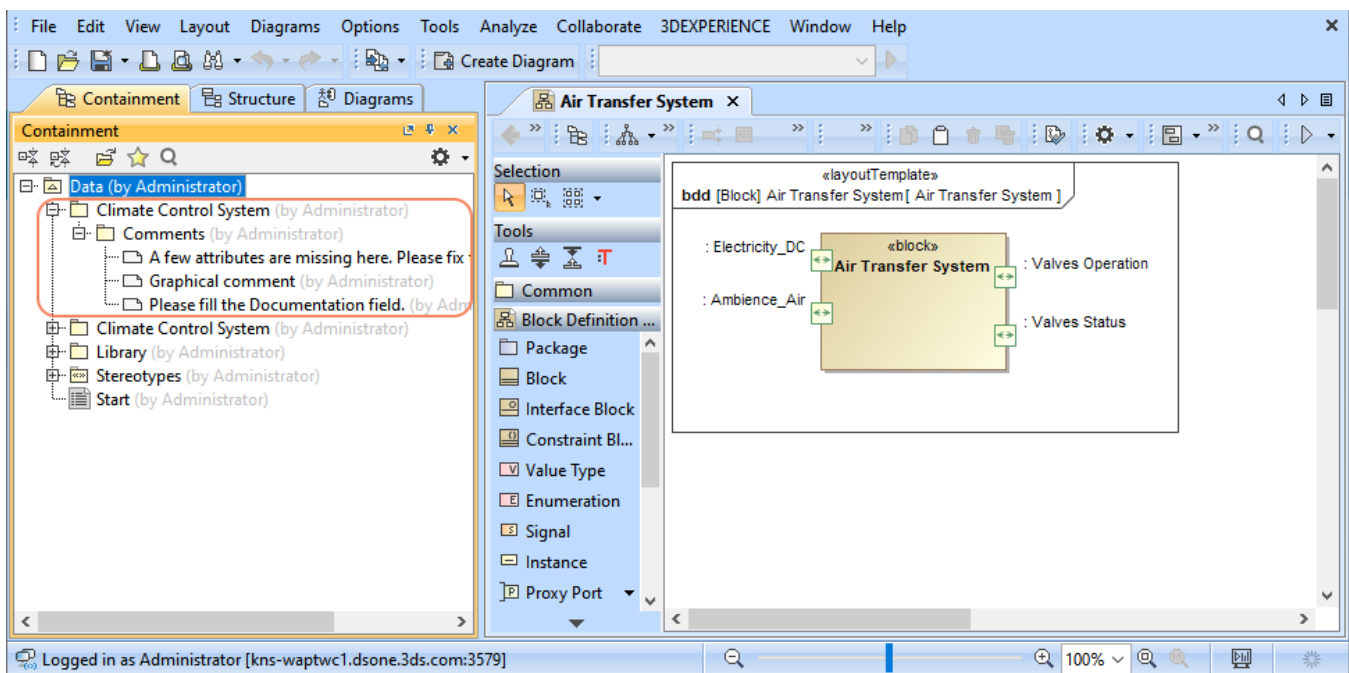 File Edit View Layout Diagrams Options Tools Analyze Collaborate 3DEXPERIENCE Window Help
Create Diagram
Containment Structure Diagrams
Containment
Data (by Administrator)
Climate Control System (by Administrator)
Comments (by Administrator)
A few attributes are missing here. Please fix
Graphical comment (by Administrator)
Please fill the Documentation field. (by Adm
Climate Control System (by Administrator)
Library (by Administrator)
Stereotypes (by Administrator)
Start (by Administrator)
Air Transfer System
Selection
Tools
Common
Block Definition ...
Package
Block
Interface Block
Constraint Bl...
Value Type
Enumeration
Signal
Instance
Proxy Port
«layoutTemplate»
bdd [Block] Air Transfer System[ Air Transfer System ]
: Electricity_DC
: Ambience_Air
«block»
Air Transfer System
: Valves Operation
: Valves Status
Logged in as Administrator [kns-waptwc1.dsone.3ds.com:3579]
100%